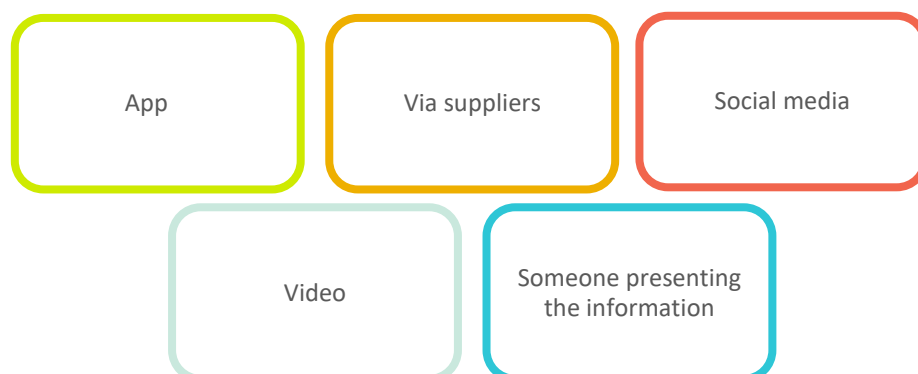 App
Via suppliers
Social media
Video
Someone presenting
the information